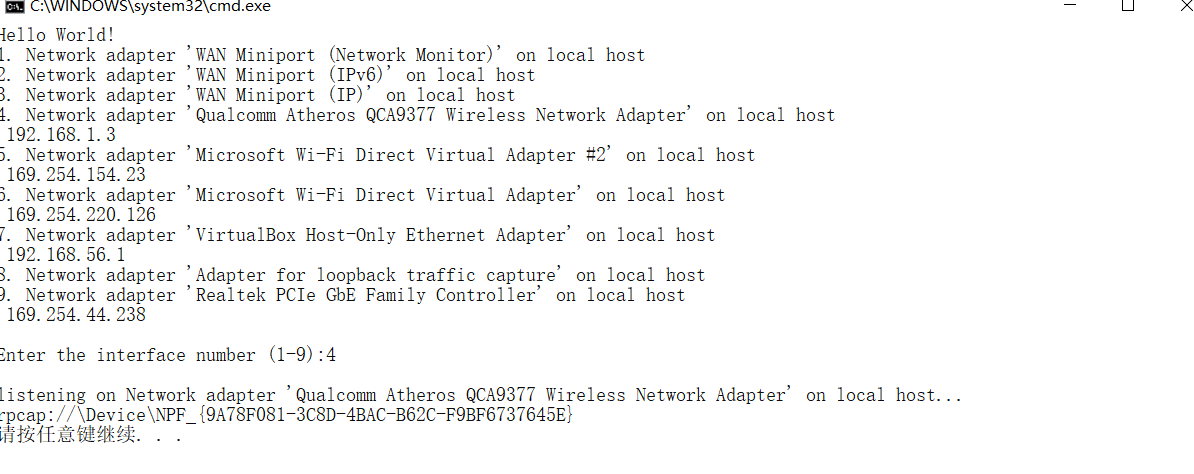 C:\WINDOWS\system32\cmd.exe
Hello World!
1. Network adapter 'WAN Miniport (Network Monitor)' on local host
2. Network adapter 'WAN Miniport (IPv6)' on local host
3. Network adapter 'WAN Miniport (IP)' on local host
4. Network adapter 'Qualcomm Atheros QCA9377 Wireless Network Adapter' on local host
192.168.1.3
5. Network adapter 'Microsoft Wi-Fi Direct Virtual Adapter #2' on local host
169.254.154.23
6. Network adapter 'Microsoft Wi-Fi Direct Virtual Adapter' on local host
169.254.220.126
7. Network adapter 'VirtualBox Host-Only Ethernet Adapter' on local host
192.168.56.1
8. Network adapter 'Adapter for loopback traffic capture' on local host
9. Network adapter 'Realtek PCIe GbE Family Controller' on local host
169.254.44.238
Enter the interface number (1-9):4
listening on Network adapter 'Qualcomm Atheros QCA9377 Wireless Network Adapter' on local host...
rpcap://\Device\NPF_{9A78F081-3C8D-4BAC-B62C-F9BF6737645E}
请按任意键继续. . .